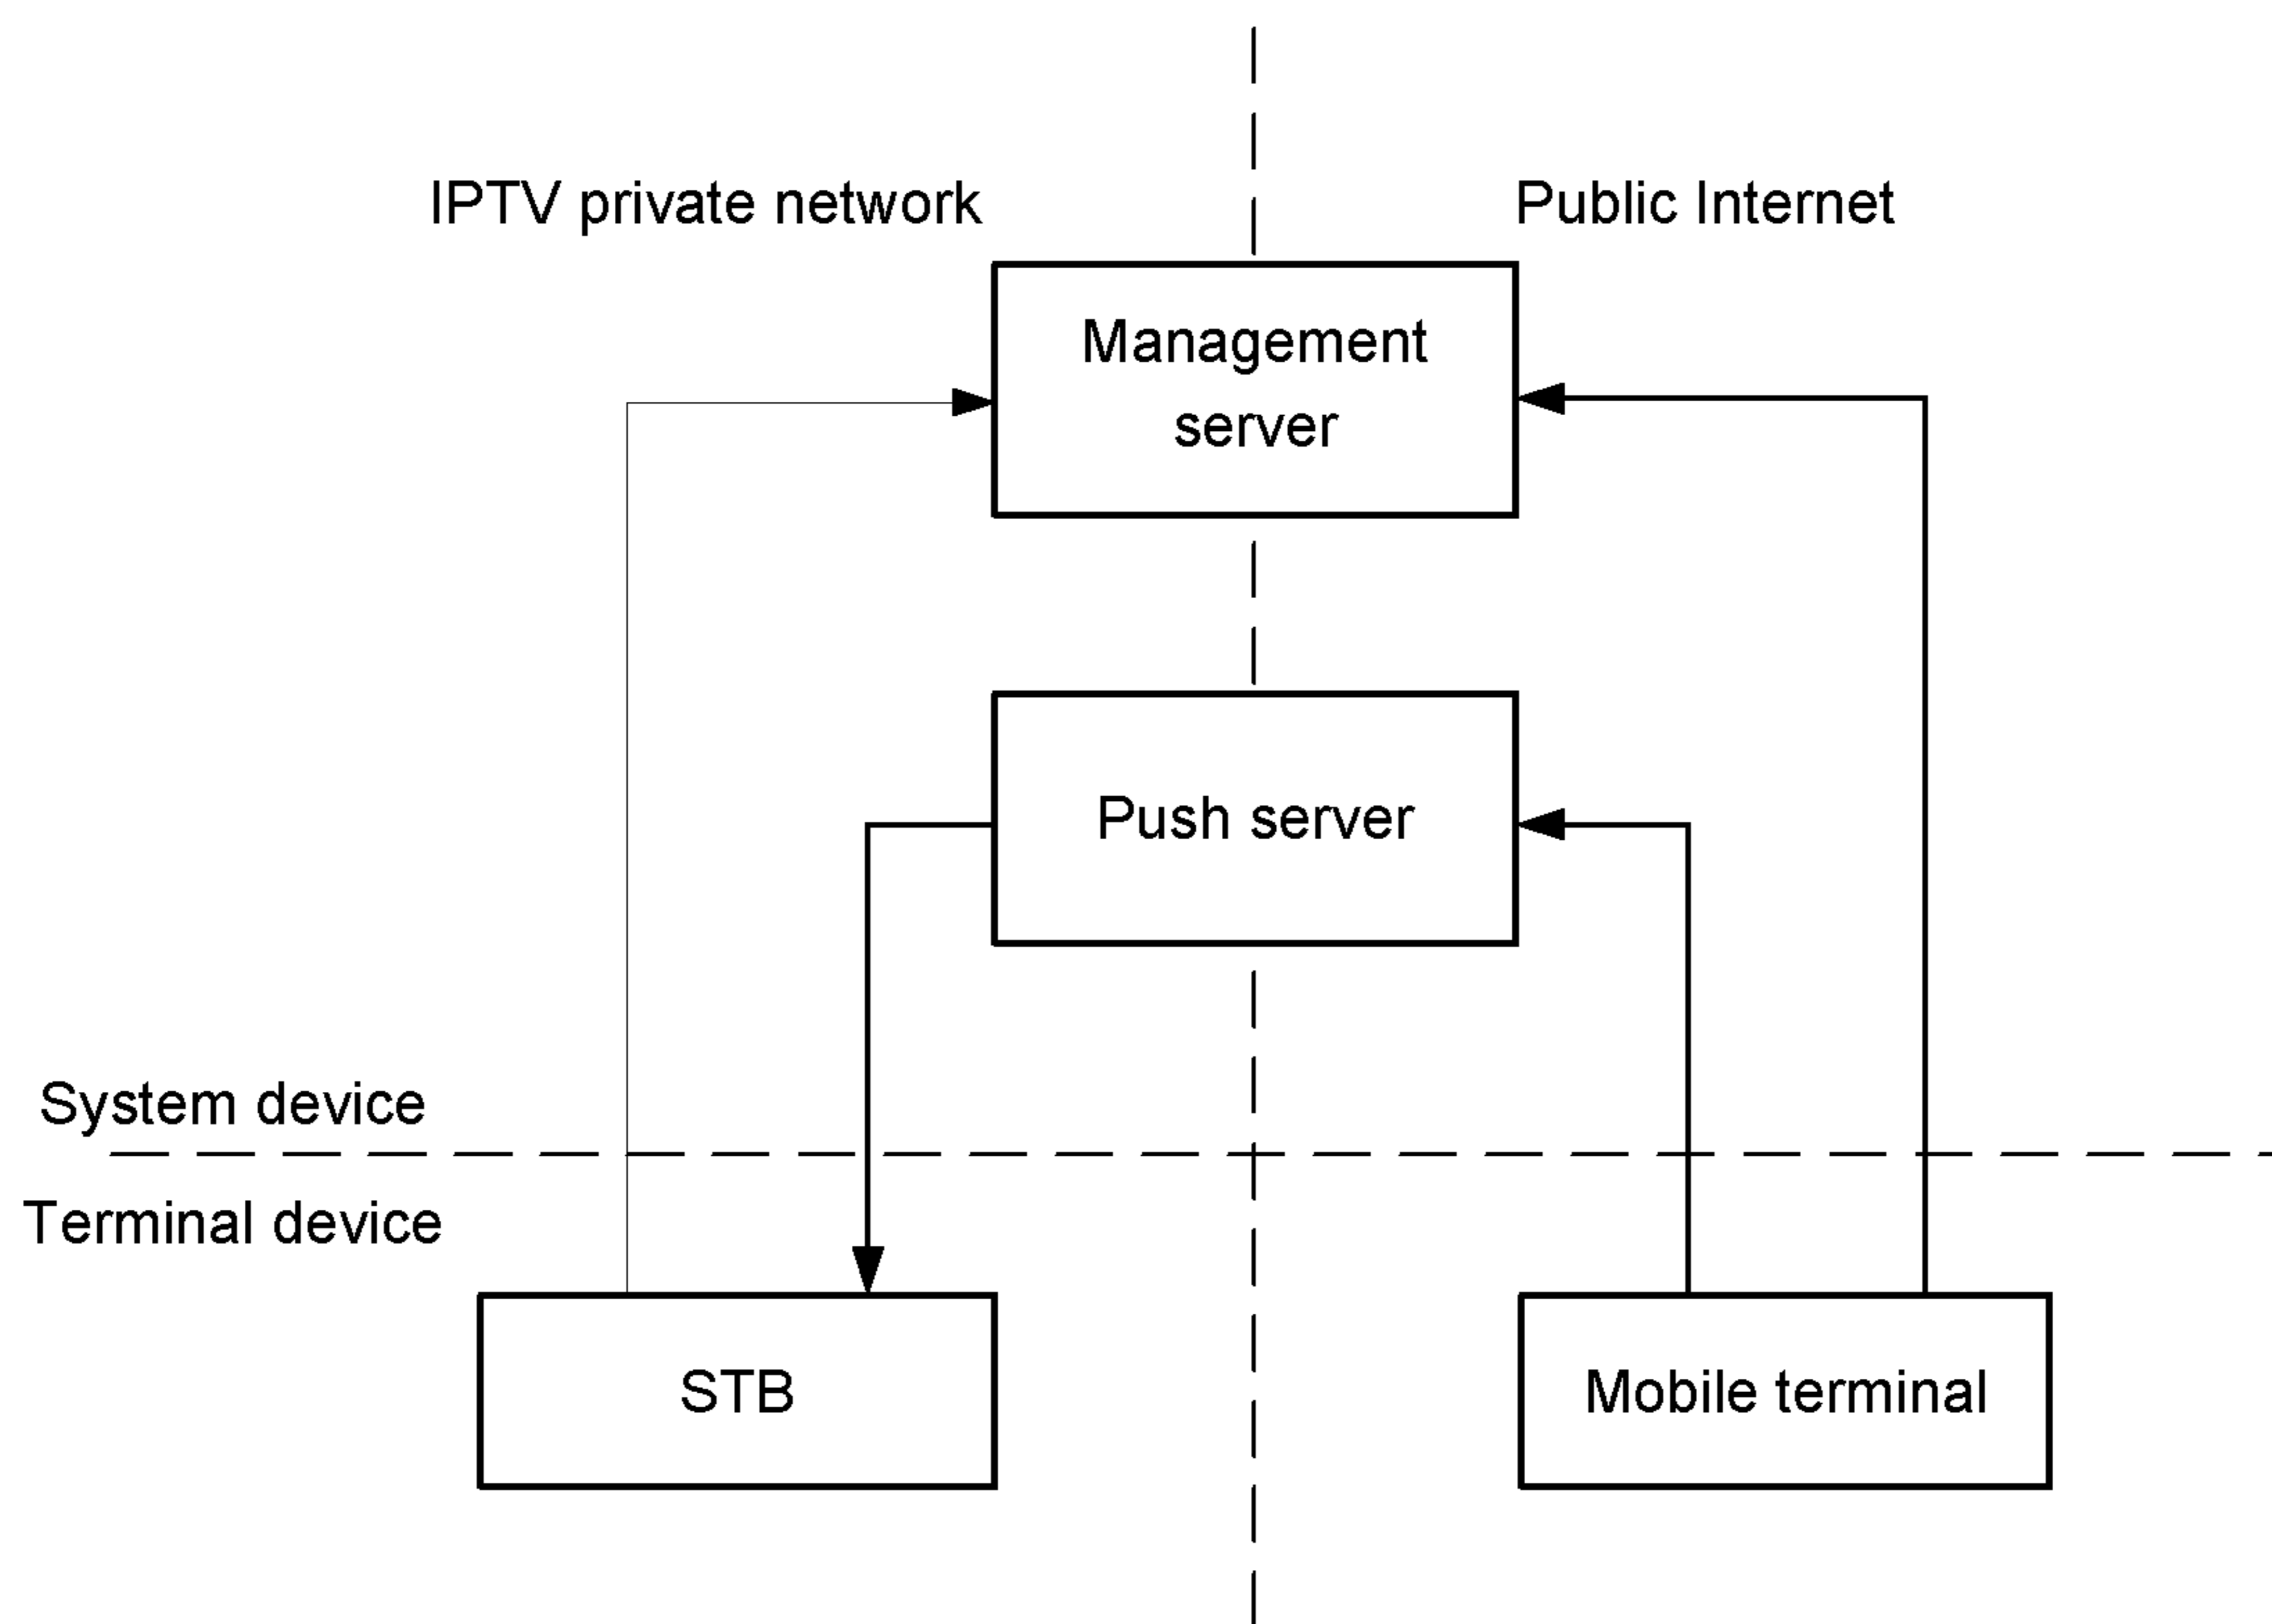 IPTV private network
Public Internet
Management
server
Push server
System device
Terminal device
STB
Mobile terminal